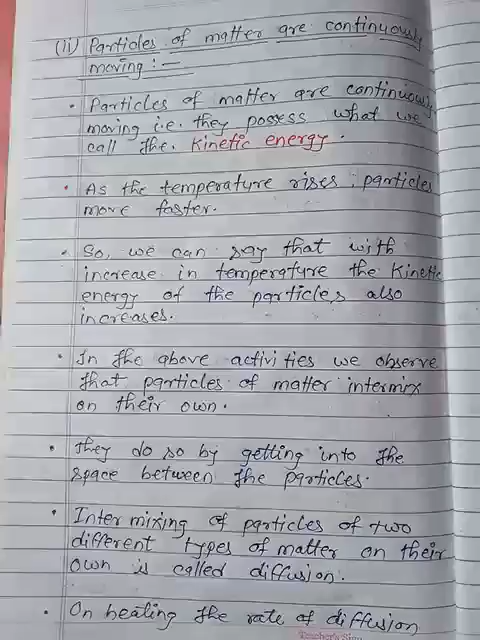 (ii) Particles of matter are continuously
moving :-
• Particles of matter are continuously
moving i.e. they possess what we
call the. Kinetic energy.
• As the temperature rises, particles
move faster.
• So, we can say that with
increase in temperature the Kinetic
energy of the particles also
increases.
• In the above activities we observe
that particles of matter intermix
on their own.
• they do so by getting into the
space between the particles.
• Inter mixing of particles of two
different types of matter on their
own is called diffusion.
• On heating the rate of diffusion
Teacher's Sign